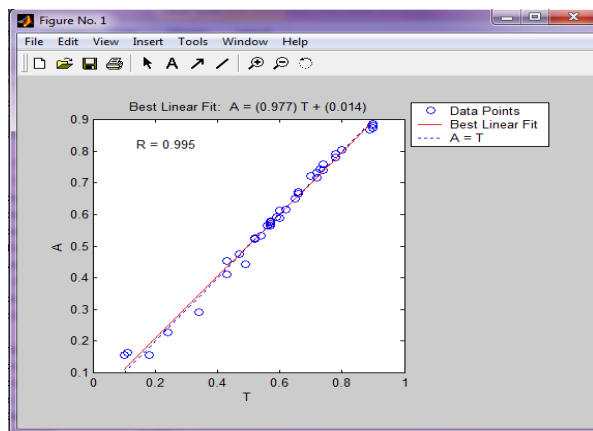 Figure No. 1
File Edit View Insert Tools Window Help
A
Best Linear Fit: A = (0.977) T + (0.014)
R = 0.995
Data Points
Best Linear Fit
A = T
0.9
0.8
0.7
0.6
0.5
0.4
0.3
0.2
0.1
A
0 0.2 0.4 0.6 0.8 1
T